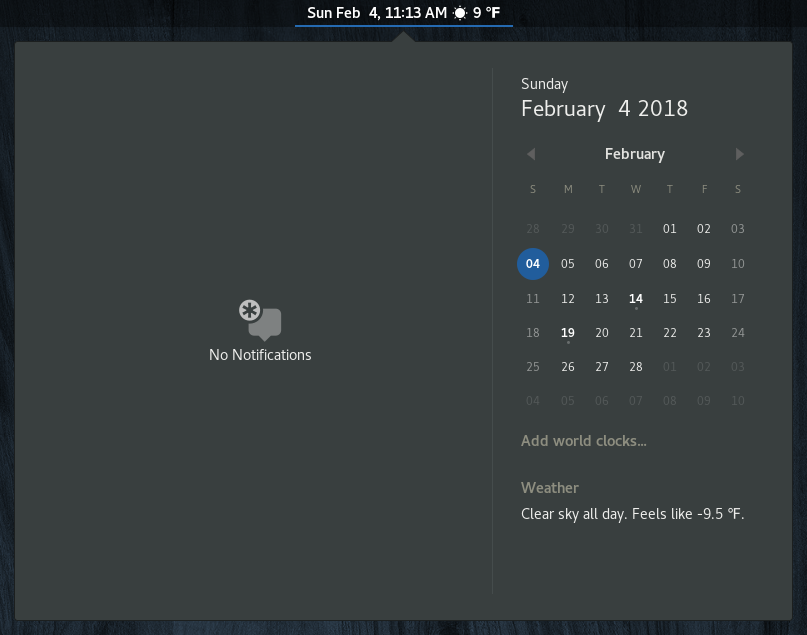 Sun Feb  4, 11:13 AM 9 °F
No Notifications
Sunday
February  4 2018
February
S M T W T F S
28 29 30 31 01 02 03
04 05 06 07 08 09 10
11 12 13 14 15 16 17
18 19 20 21 22 23 24
25 26 27 28 01 02 03
04 05 06 07 08 09 10
Add world clocks…
Weather
Clear sky all day. Feels like -9.5 °F.